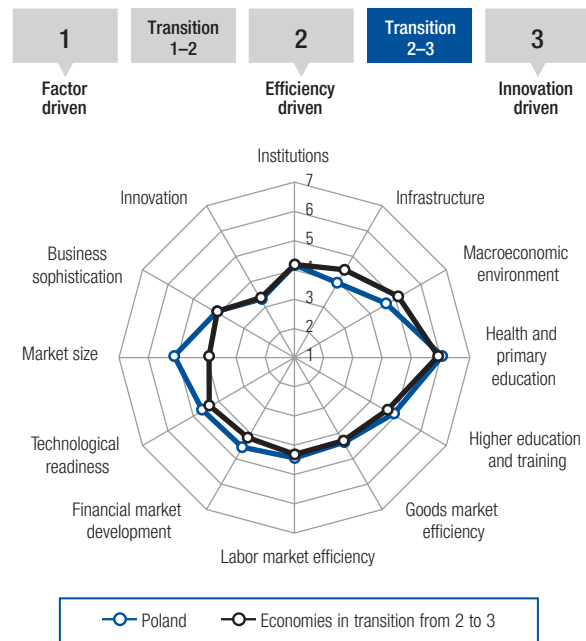 1
Transition
1–2
2
Transition
2–3
3
Factor
driven
Efficiency
driven
Innovation
driven
Institutions
Infrastructure
Macroeconomic
environment
Health and
primary
education
Higher education
and training
Goods market
efficiency
Labor market efficiency
Financial market
development
Technological
readiness
Market size
Business
sophistication
Innovation
7
6
5
4
3
2
1
Poland
Economies in transition from 2 to 3